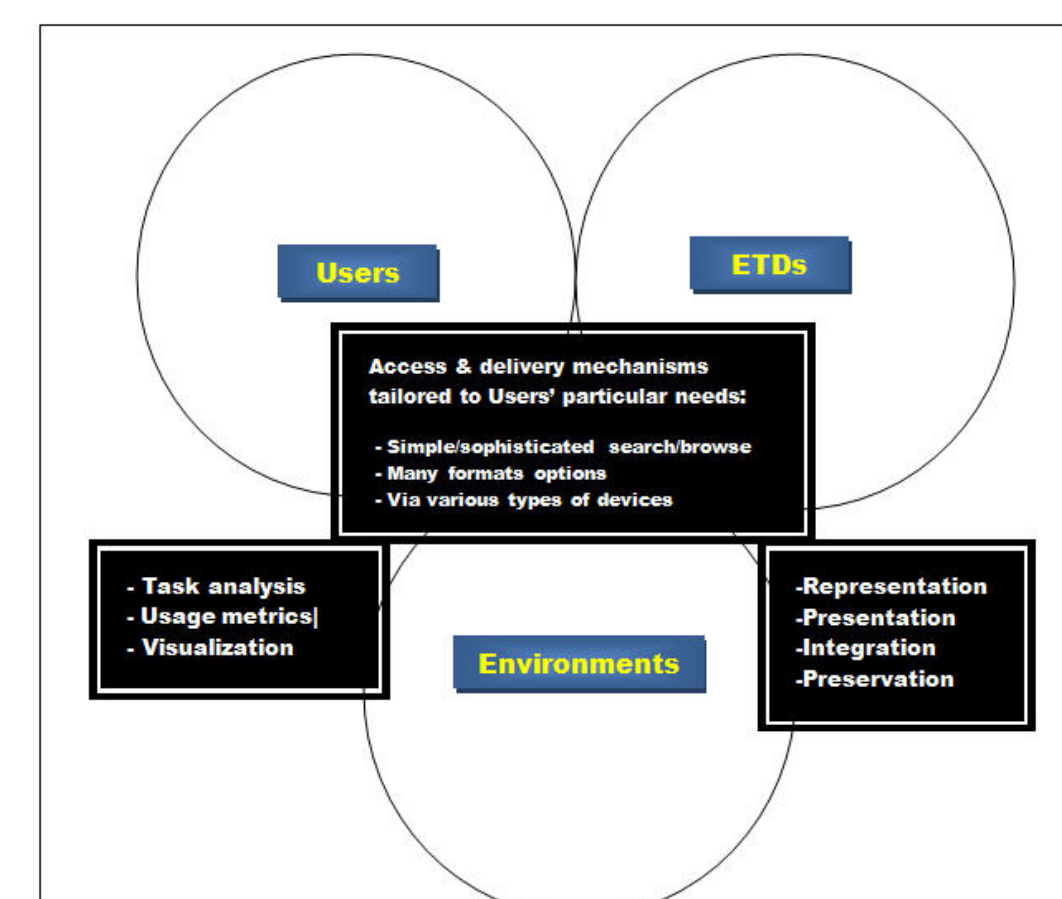 Users
ETDs
Access & delivery mechanisms
tailored to Users’ particular needs:
- Simple/sophisticated search/browse
- Many formats options
- Via various types of devices
- Task analysis
- Usage metrics|
- Visualization
-Representation
-Presentation
-Integration
-Preservation
Environments